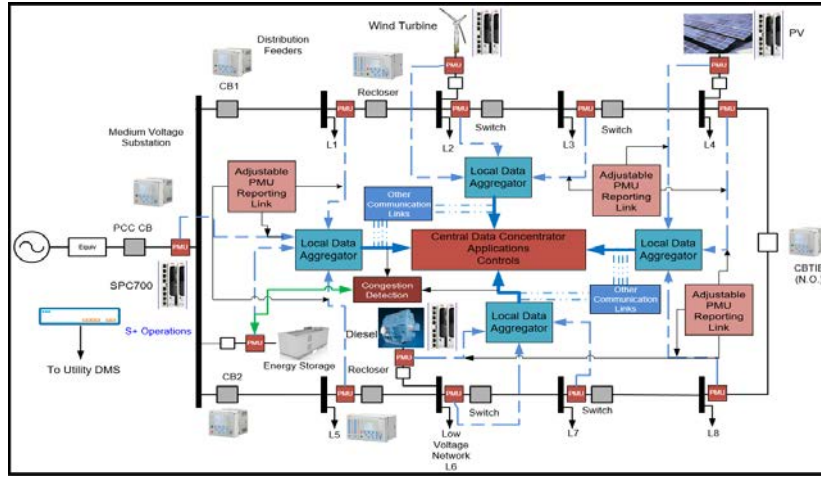 Wind Turbine
PV
Distribution
Feeders
CB1
Recloser
PMU
PMU
PMU
PMU
PMU
PMU
L1
L2
Switch
L3
Switch
L4
Medium Voltage
Substation
Adjustable
PMU
Reporting
Link
Local Data
Aggregator
Adjustable
PMU
Reporting
Link
Other
Communication
Links
PCC CB
Equiv
PMU
Local Data
Aggregator
Central Data Concentrator
Applications
Controls
Local Data
Aggregator
CBTIE
(N.O.)
SPC700
Congestion
Detection
Other
Communication
Links
Adjustable
PMU
Reporting
Link
S+ Operations
Diesel
Local Data
Aggregator
PMU
Energy Storage
PMU
To Utility DMS
Recloser
CB2
PMU
PMU
PMU
PMU
Switch
Switch
L5
Low
Voltage
Network
L6
L7
L8